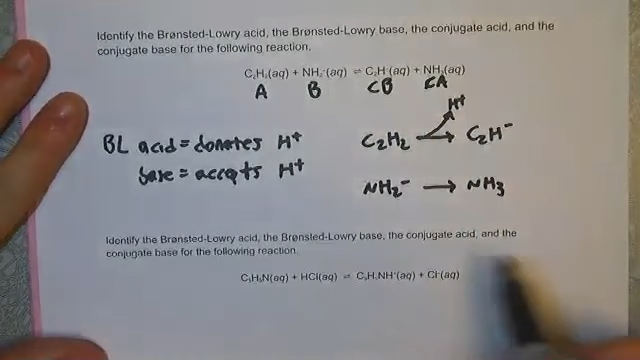 Identify the Brønsted-Lowry acid, the Brønsted-Lowry base, the conjugate acid, and the
conjugate base for the following reaction.
C₂H₂(aq) + NH₂⁻(aq) ⇌ C₂H⁻(aq) + NH₃(aq)
A B CB CA
H⁺
BL acid = donates H⁺ C₂H₂ → C₂H⁻
base = accepts H⁺ NH₂⁻ → NH₃
Identify the Brønsted-Lowry acid, the Brønsted-Lowry base, the conjugate acid, and the
conjugate base for the following reaction.
C₅H₅N(aq) + HCl(aq) ⇌ C₅H₅NH⁺(aq) + Cl⁻(aq)